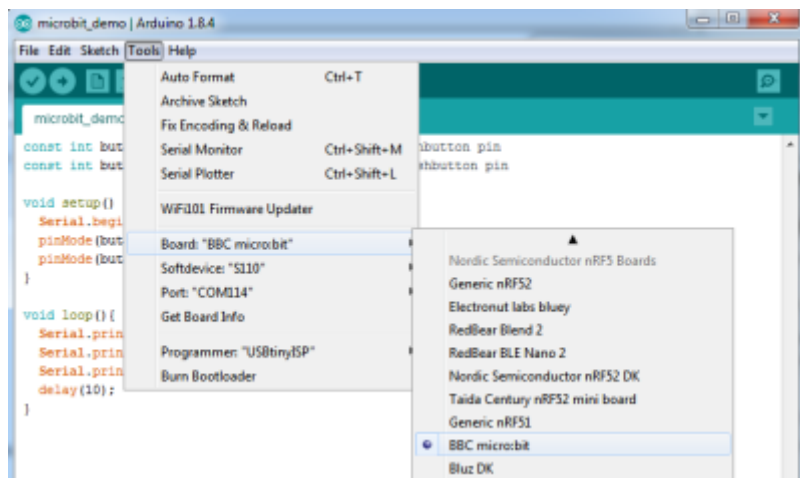 microbit_demo | Arduino 1.8.4
File Edit Sketch Tools Help
microbit_demo
Auto Format Ctrl+T
Archive Sketch
Fix Encoding & Reload
Serial Monitor Ctrl+Shift+M
Serial Plotter Ctrl+Shift+L
WiFi101 Firmware Updater
Board: "BBC micro:bit"
Softdevice: "S110"
Port: "COM114"
Get Board Info
Programmer: "USBtinyISP"
Burn Bootloader
const int but
const int but
hbutton pin
shbutton pin
void setup()
Serial.begi
pinMode(but
pinMode(but
}
void loop(){
Serial.prin
Serial.prin
Serial.prin
delay(10);
}
Nordic Semiconductor nRF5 Boards
Generic nRF52
Electronut labs bluey
RedBear Blend 2
RedBear BLE Nano 2
Nordic Semiconductor nRF52 DK
Taida Century nRF52 mini board
Generic nRF51
BBC micro:bit
Bluz DK